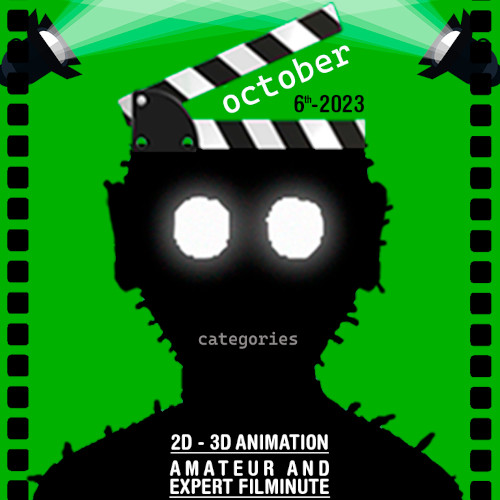 october
6th-2023
categories
2D - 3D ANIMATION
AMATEUR AND
EXPERT FILMINUTE